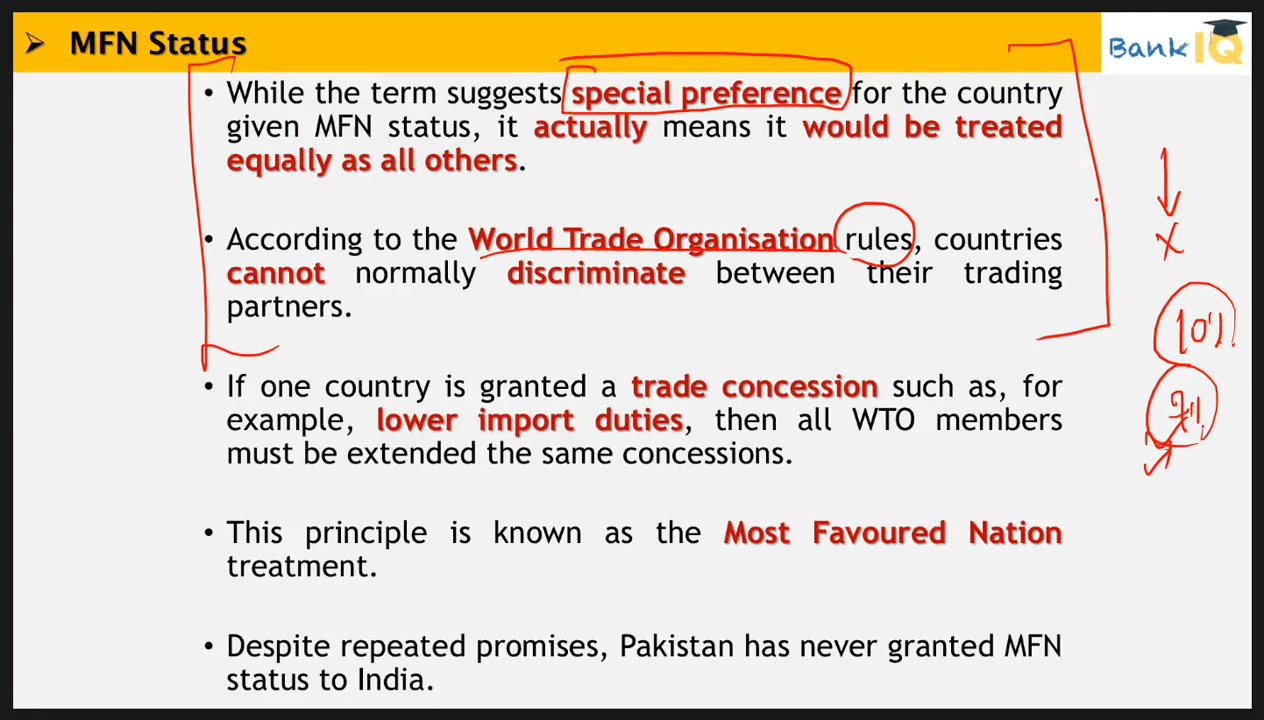 MFN Status
Bank IQ
While the term suggests special preference for the country
given MFN status, it actually means it would be treated
equally as all others.
According to the World Trade Organisation rules, countries
cannot normally discriminate between their trading
partners.
If one country is granted a trade concession such as, for
example, lower import duties, then all WTO members
must be extended the same concessions.
This principle is known as the Most Favoured Nation
treatment.
Despite repeated promises, Pakistan has never granted MFN
status to India.
X
10%
7%